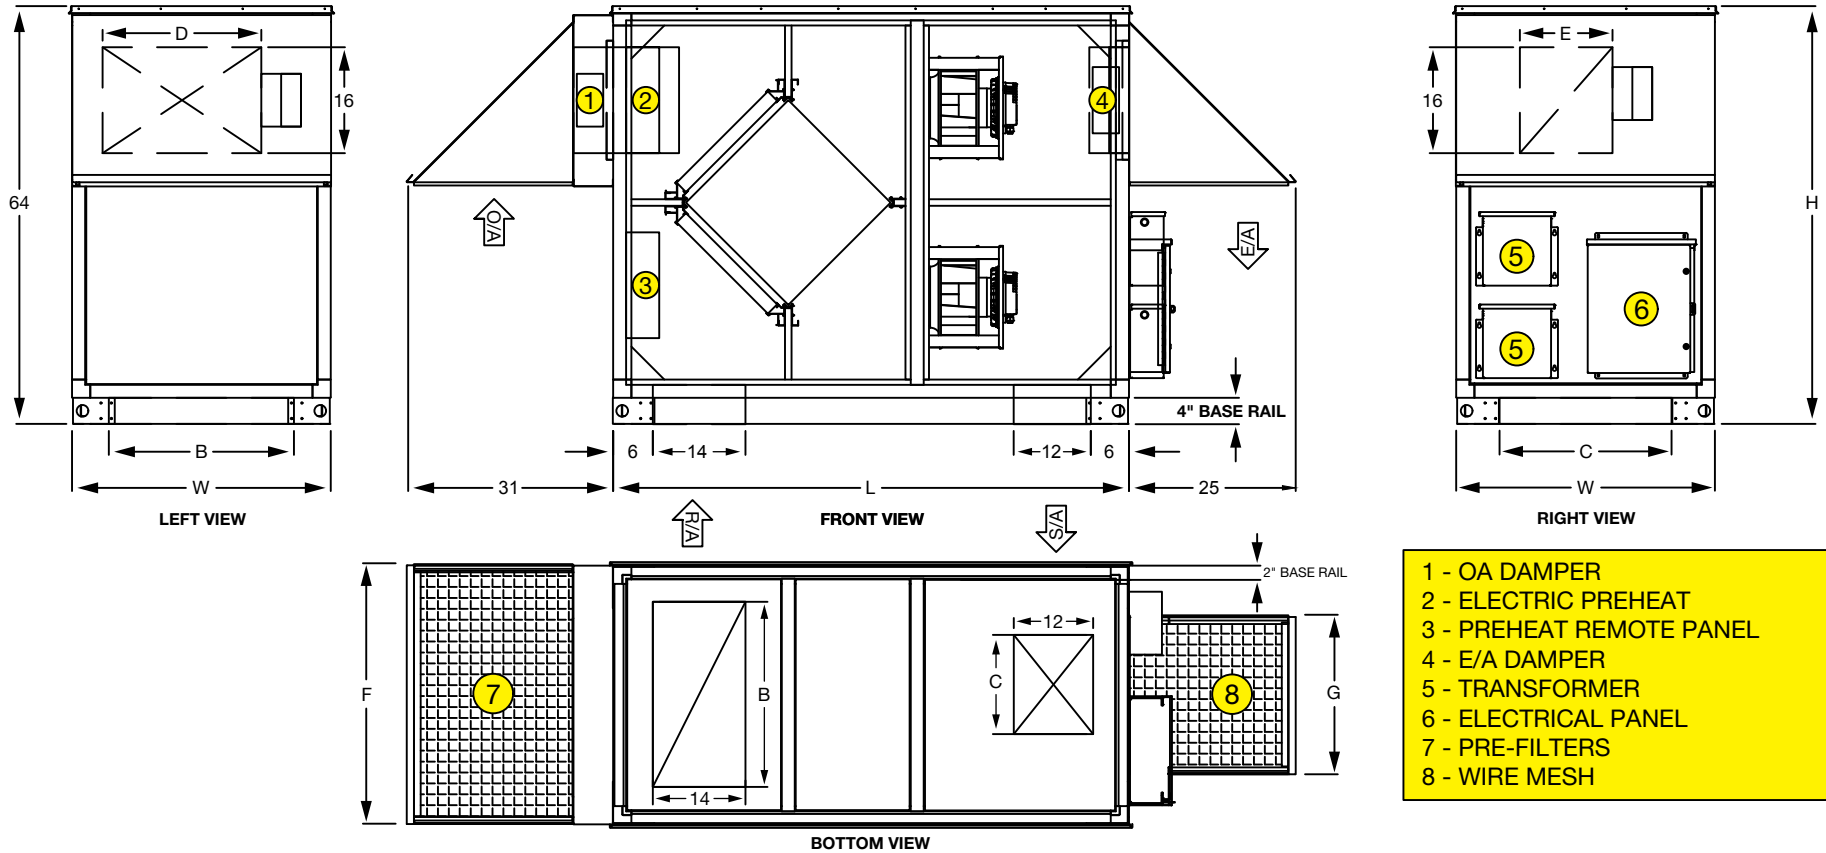 D
16
64
B
W
LEFT VIEW
1
2
3
4
O/A
E/A
4" BASE RAIL
6
14
12
6
31
L
25
FRONT VIEW
E
16
H
5
5
6
C
W
RIGHT VIEW
R/A
S/A
2" BASE RAIL
F
7
B
14
12
C
8
G
BOTTOM VIEW
1 - OA DAMPER
2 - ELECTRIC PREHEAT
3 - PREHEAT REMOTE PANEL
4 - E/A DAMPER
5 - TRANSFORMER
6 - ELECTRICAL PANEL
7 - PRE-FILTERS
8 - WIRE MESH